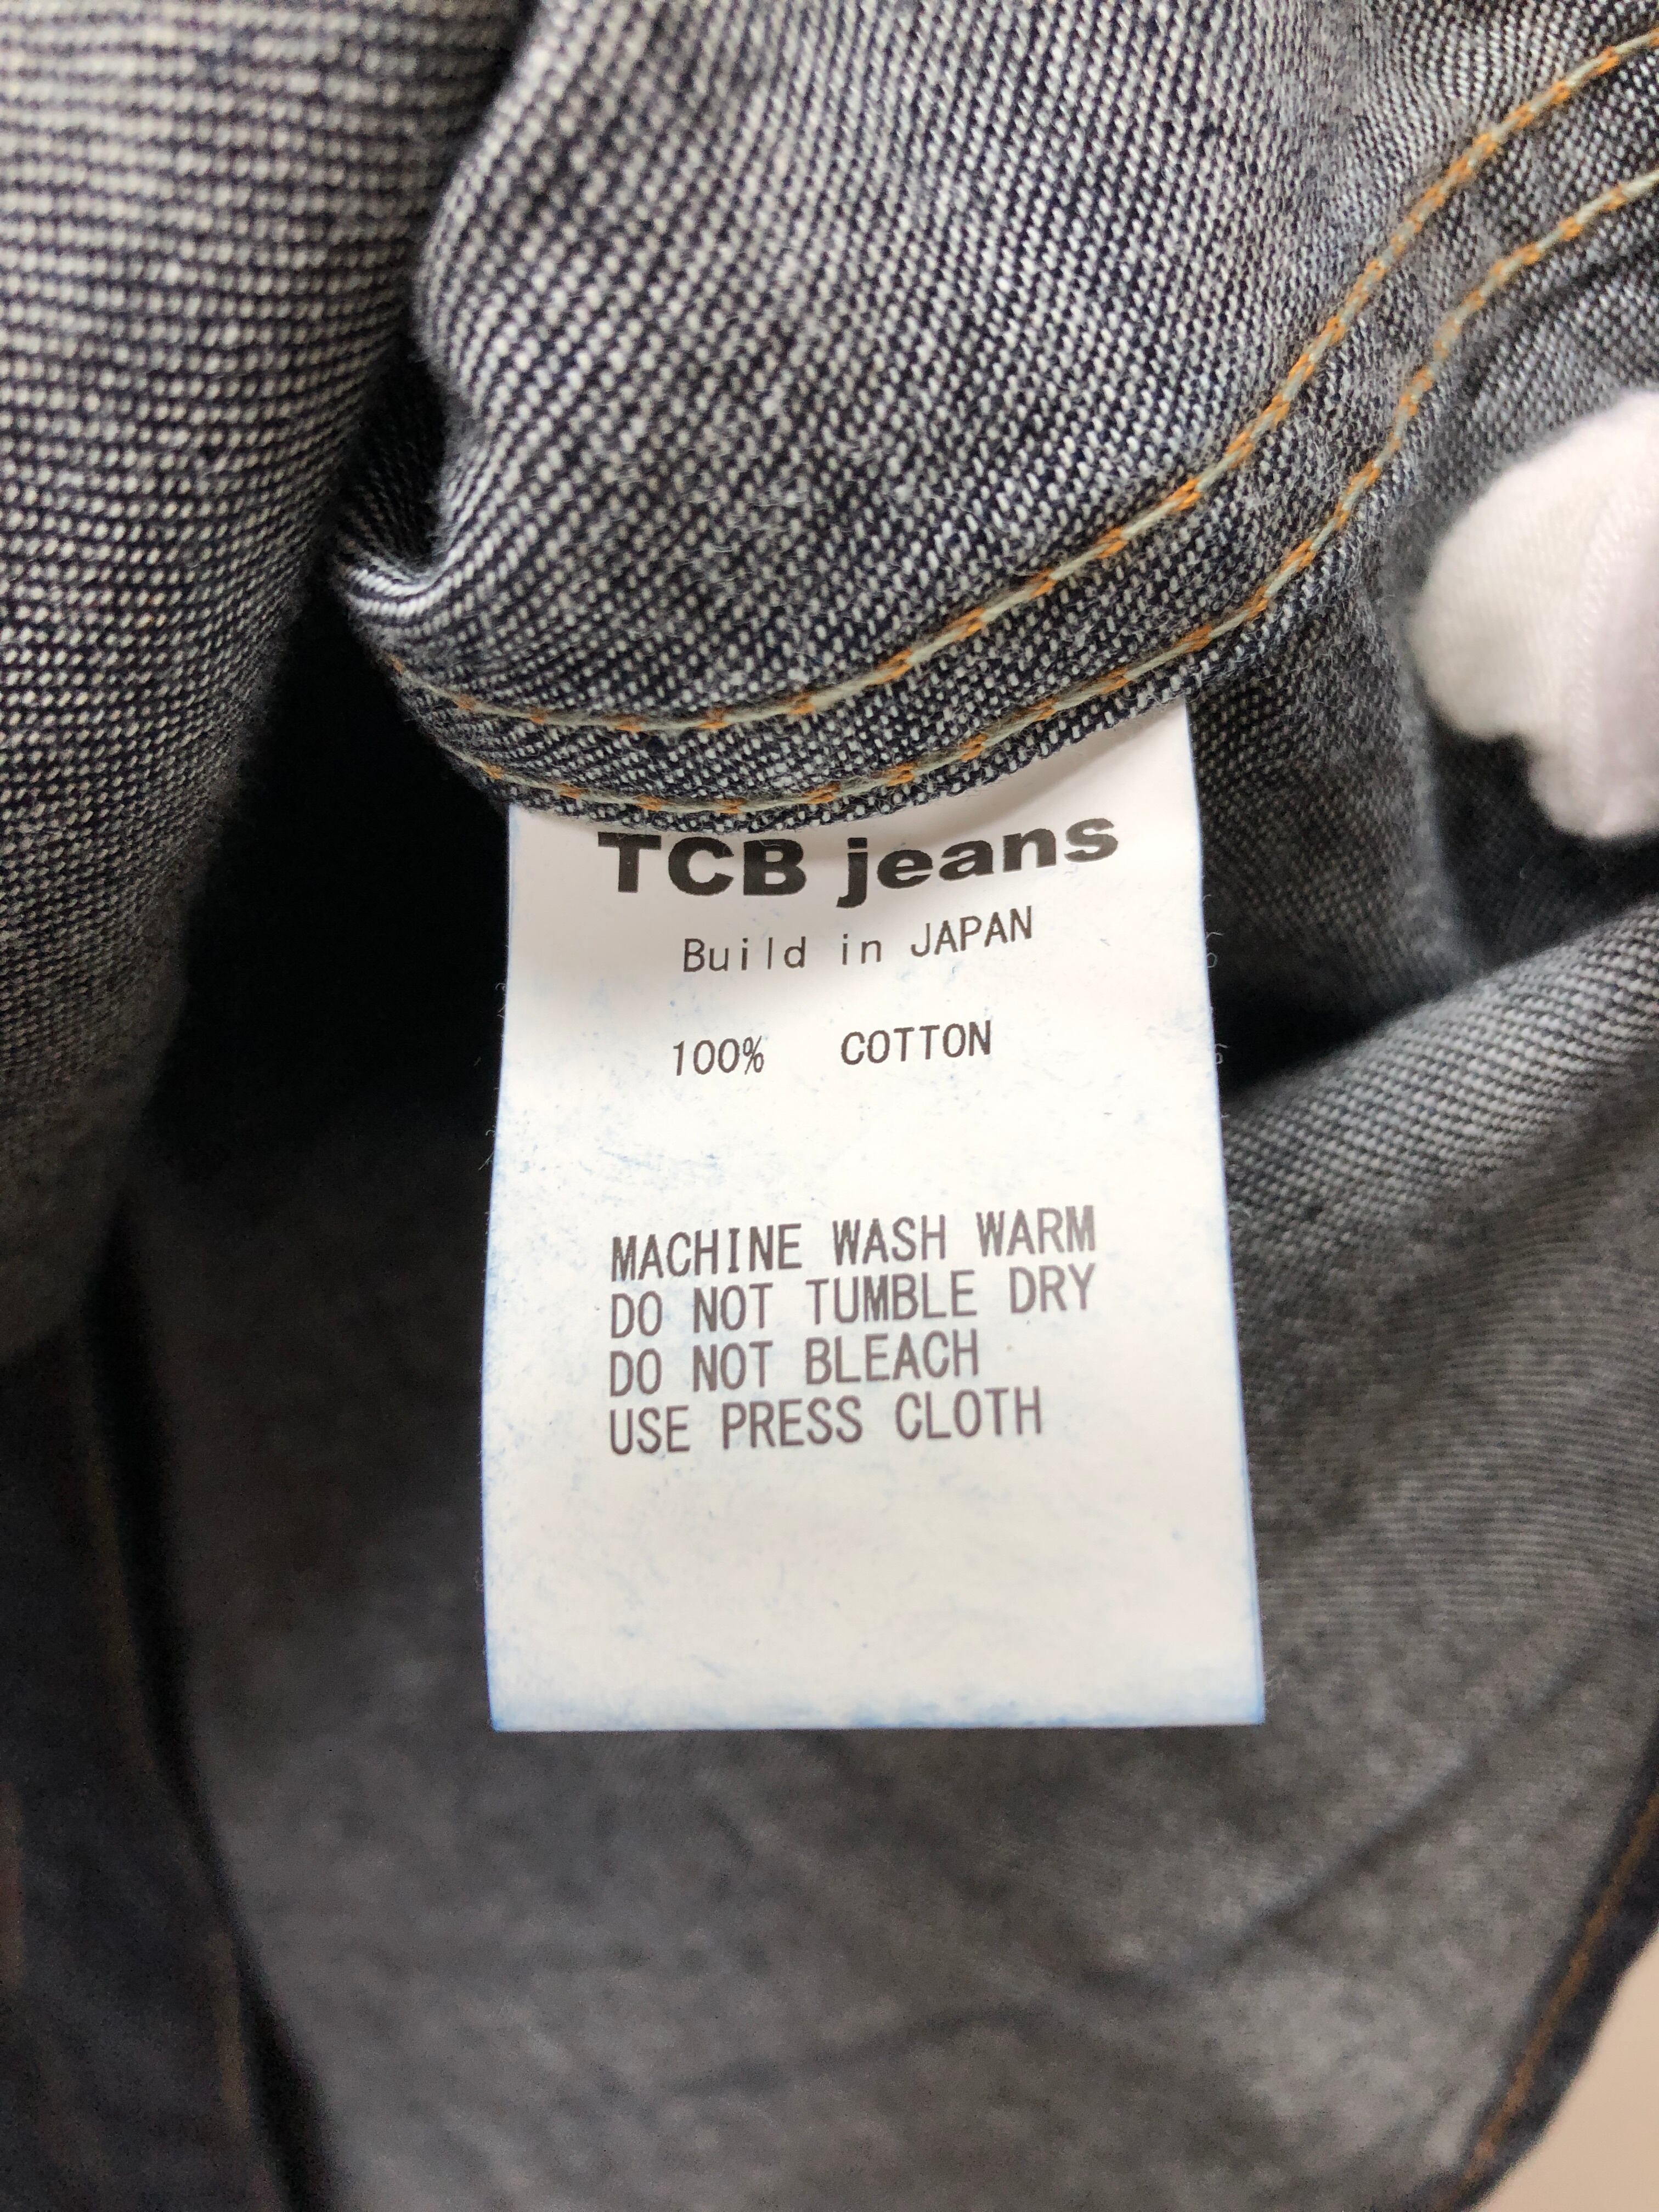 TCB jeans
Build in JAPAN
100% COTTON
MACHINE WASH WARM
DO NOT TUMBLE DRY
DO NOT BLEACH
USE PRESS CLOTH